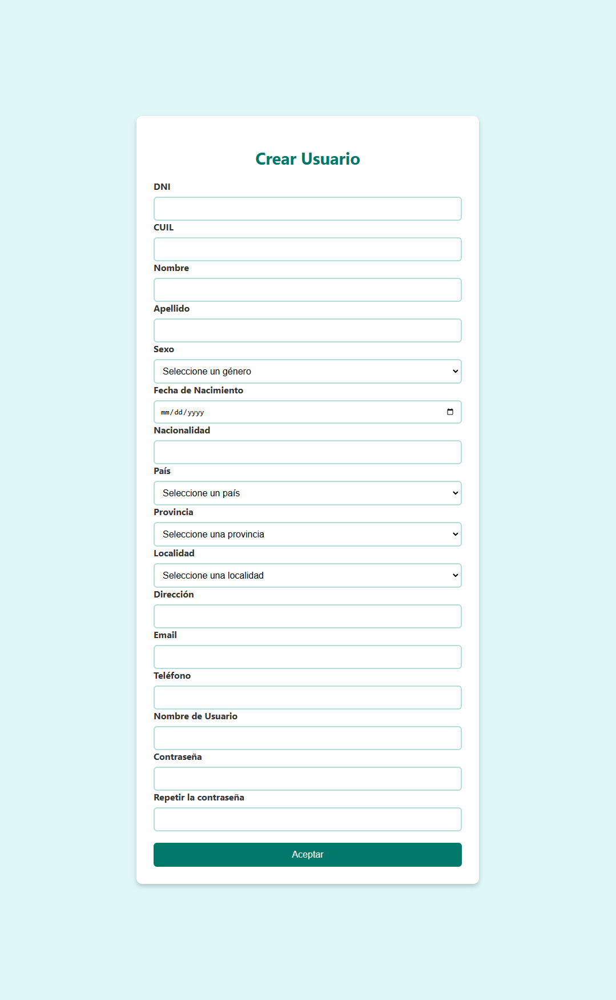 Crear Usuario
DNI
CUIL
Nombre
Apellido
Sexo
Seleccione un género
Fecha de Nacimiento
mm/dd/yyyy
Nacionalidad
País
Seleccione un país
Provincia
Seleccione una provincia
Localidad
Seleccione una localidad
Dirección
Email
Teléfono
Nombre de Usuario
Contraseña
Repetir la contraseña
Aceptar